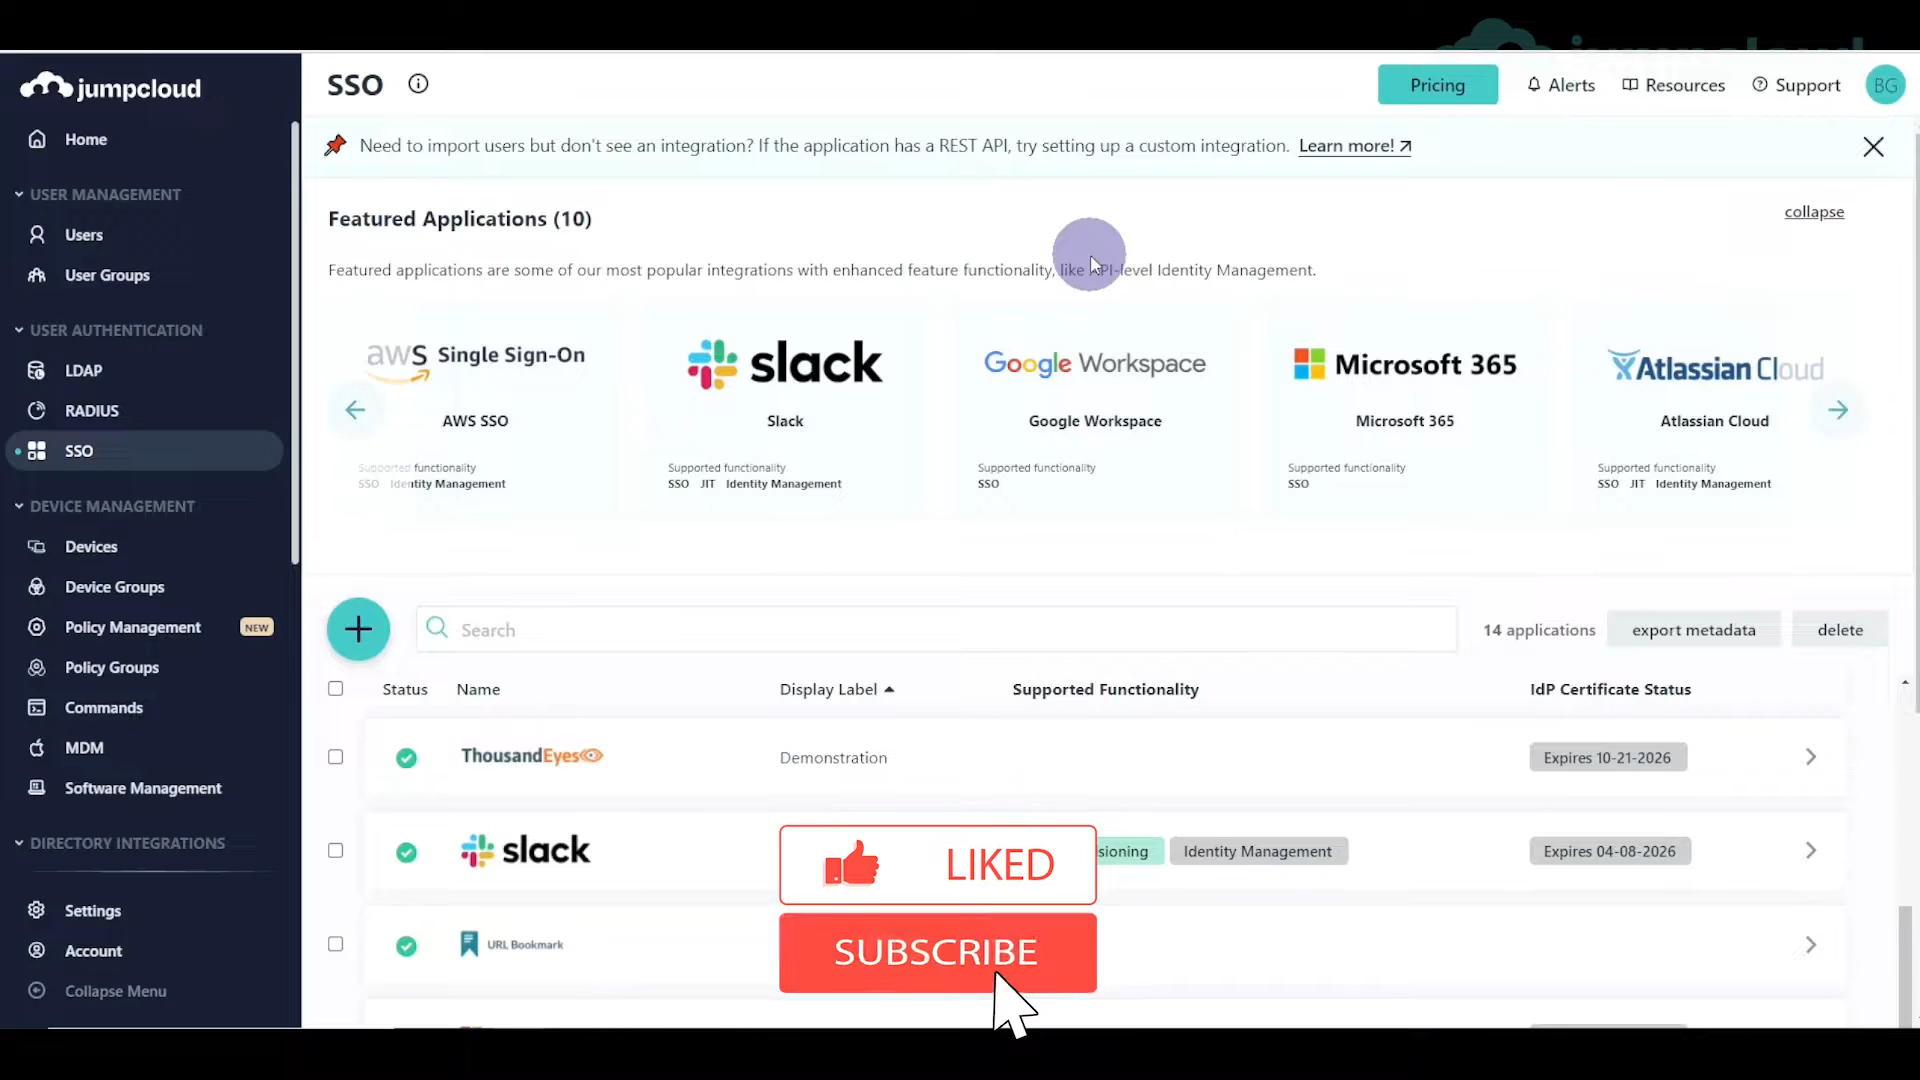 jumpcloud
SSO
Pricing
Alerts
Resources
Support
BG
Need to import users but don't see an integration? If the application has a REST API, try setting up a custom integration. Learn more!
Home
USER MANAGEMENT
Users
User Groups
USER AUTHENTICATION
LDAP
RADIUS
SSO
DEVICE MANAGEMENT
Devices
Device Groups
Policy Management NEW
Policy Groups
Commands
MDM
Software Management
DIRECTORY INTEGRATIONS
Settings
Account
Collapse Menu
Featured Applications (10)
collapse
Featured applications are some of our most popular integrations with enhanced feature functionality, like API-level Identity Management.
aws Single Sign-On
AWS SSO
Supported functionality
SSO Identity Management
slack
Slack
Supported functionality
SSO JIT Identity Management
Google Workspace
Google Workspace
Supported functionality
SSO
Microsoft 365
Microsoft 365
Supported functionality
SSO
Atlassian Cloud
Atlassian Cloud
Supported functionality
SSO JIT Identity Management
Search
14 applications
export metadata
delete
Status Name Display Label Supported Functionality IdP Certificate Status
ThousandEyes Demonstration Expires 10-21-2026
slack sioning Identity Management Expires 04-08-2026
URL Bookmark
LIKED
SUBSCRIBE